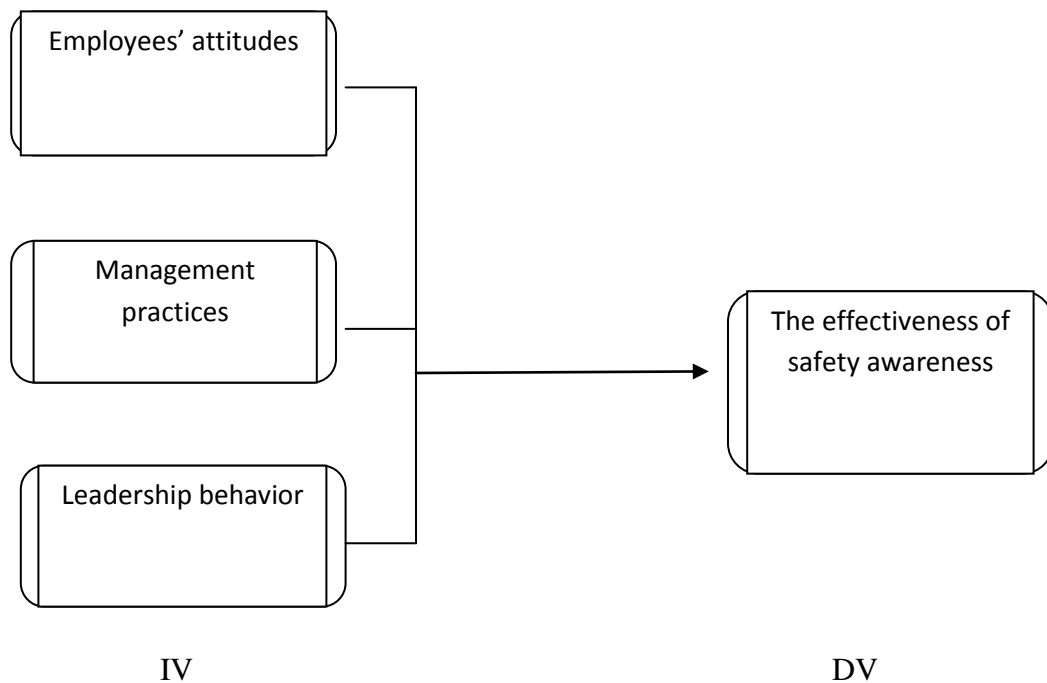 Employees’ attitudes
Management
practices
Leadership behavior
The effectiveness of
safety awareness
IV
DV